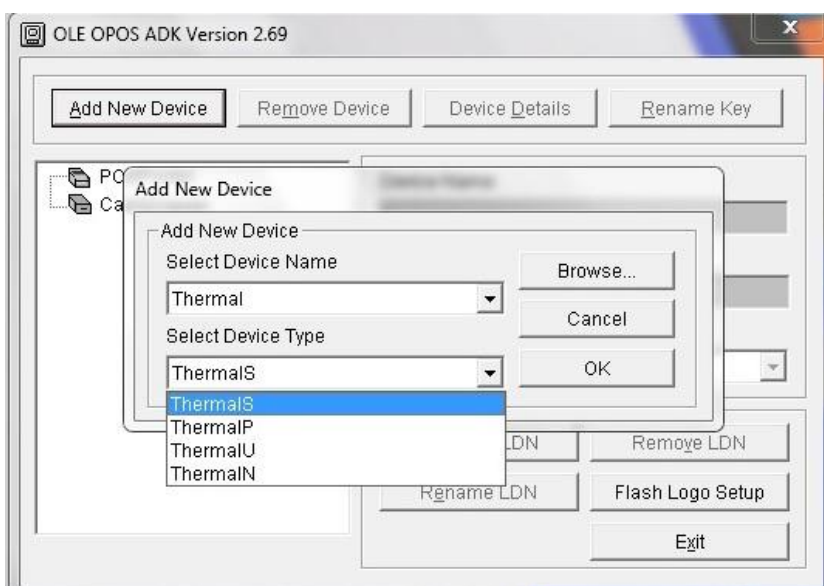 OLE OPOS ADK Version 2.69
x
Add New Device
Remove Device
Device Details
Rename Key
PO
Ca
Add New Device
Add New Device
Select Device Name
Thermal
Browse...
Cancel
Select Device Type
ThermalS
OK
ThermalS
ThermalP
ThermalU
ThermalN
LDN
Remove LDN
Rename LDN
Flash Logo Setup
Exit